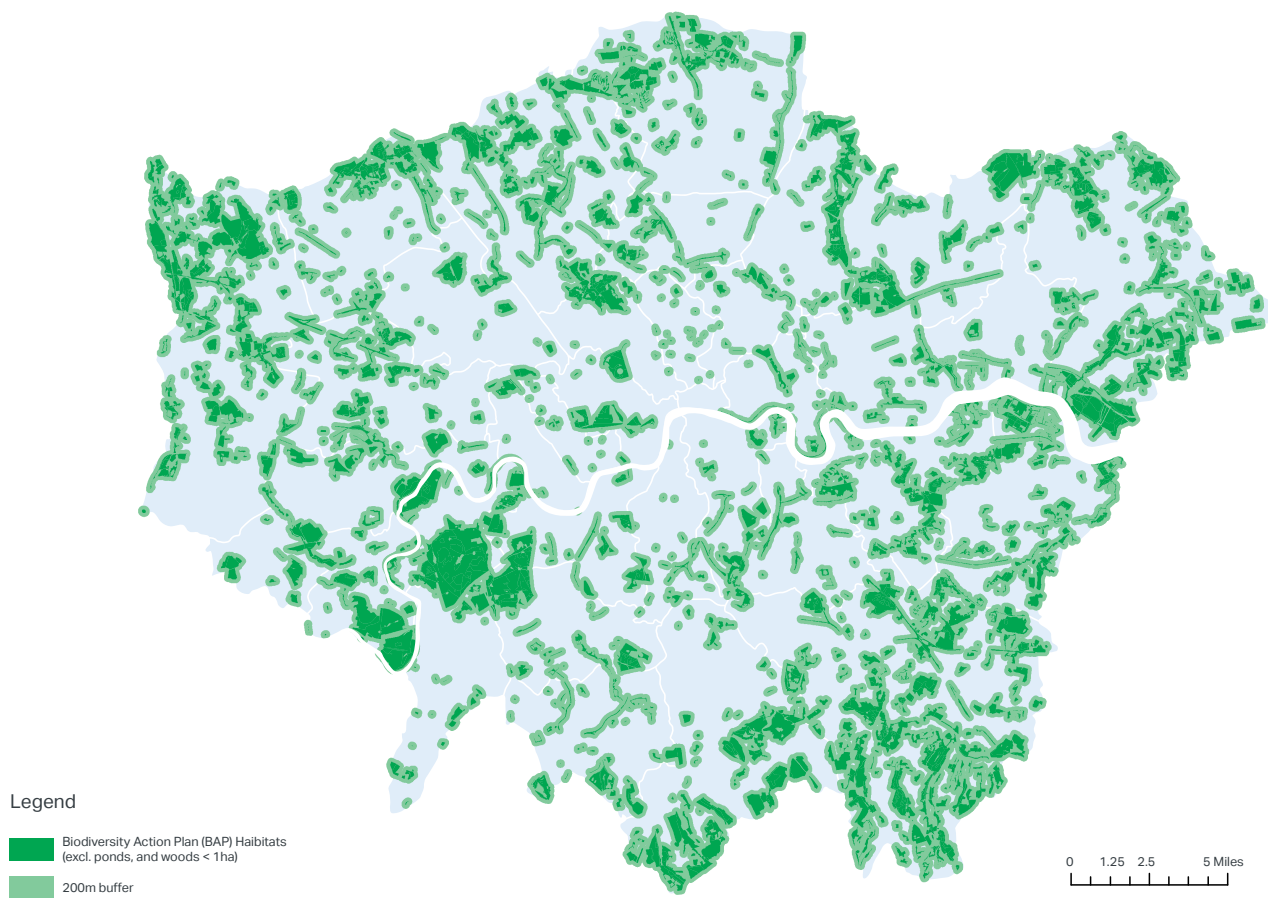 Legend
Biodiversity Action Plan (BAP) Haibitats
(excl. ponds, and woods < 1ha)
200m buffer
0 1.25 2.5 5 Miles